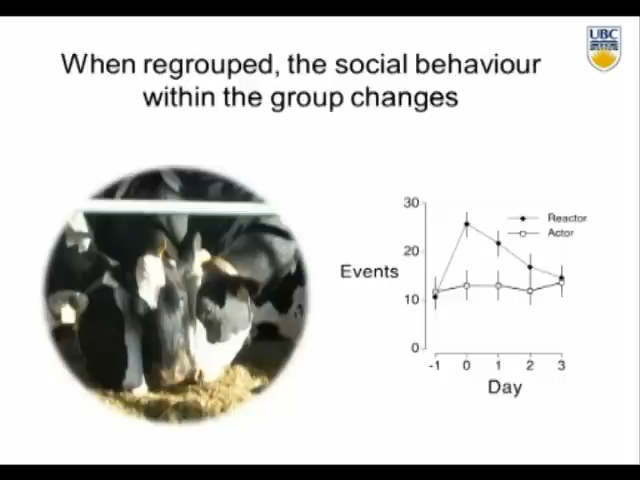 UBC
When regrouped, the social behaviour
within the group changes
30
Reactor
Actor
20
Events
10
0
-1 0 1 2 3
Day